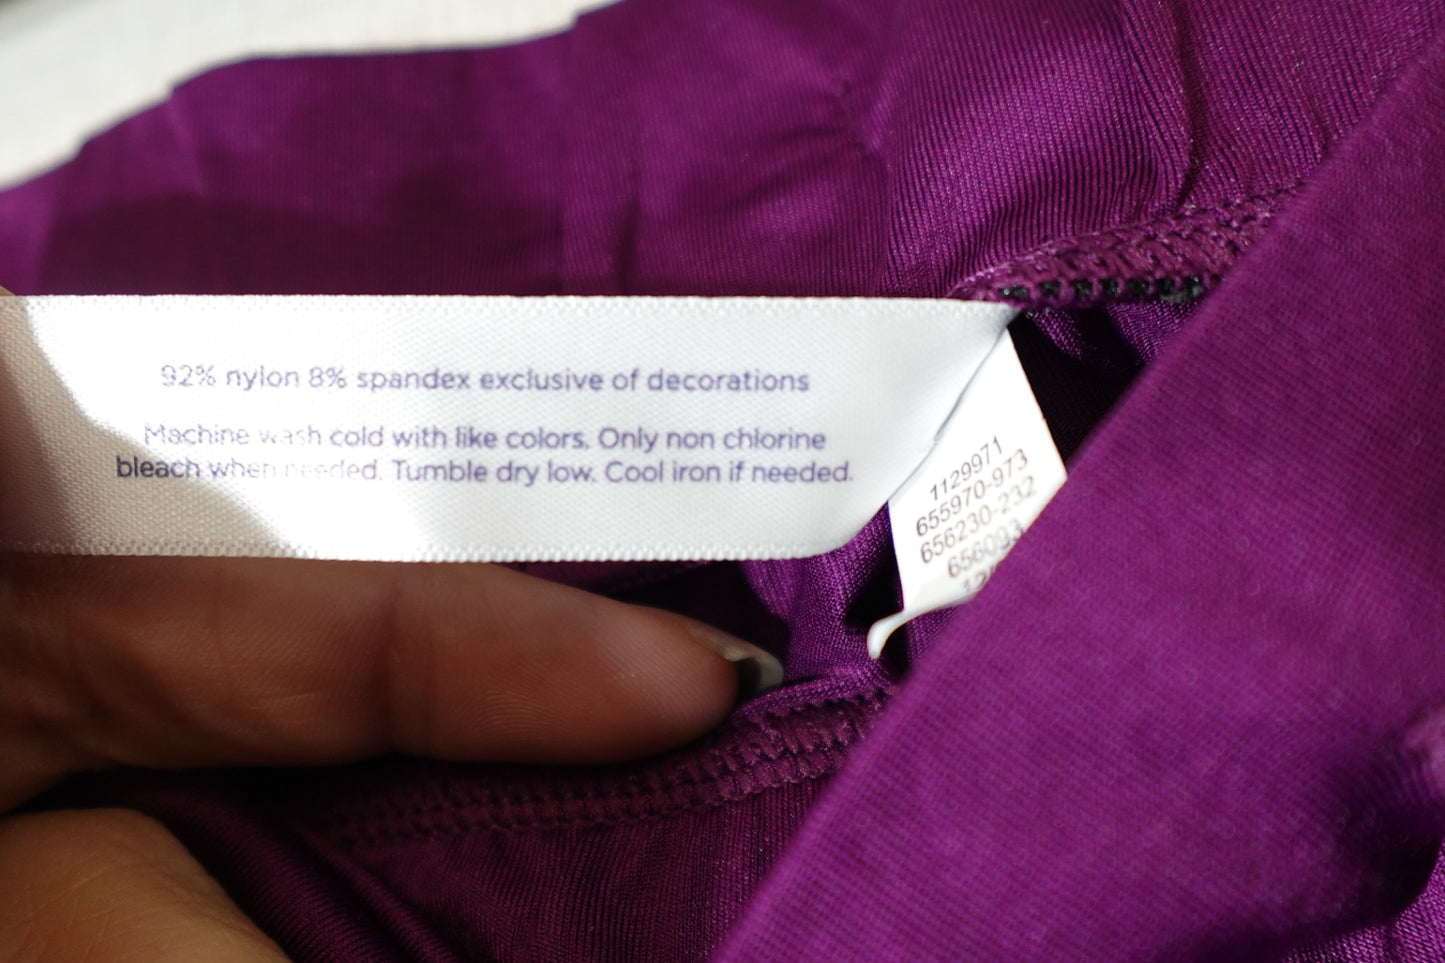 92% nylon 8% spandex exclusive of decorations
Machine wash cold with like colors. Only non chlorine
bleach when needed. Tumble dry low. Cool iron if needed.
1129971
655970-973
656230-232
656093